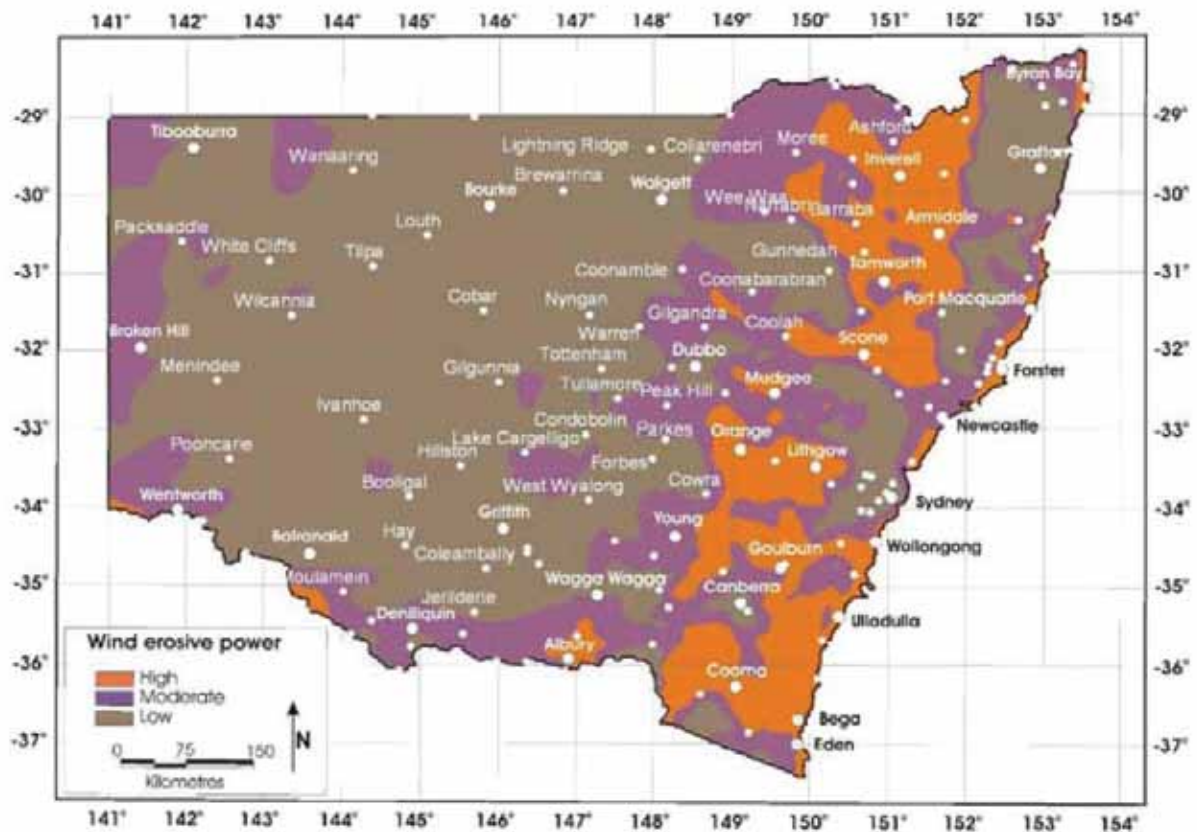 141° 142° 143° 144° 145° 146° 147° 148° 149° 150° 151° 152° 153° 154°
Byron Bay
-29° -29°
Tibooburra
Ashford
Moree
Lightning Ridge Collarenebri
Wanaaring
Grafton
Inverell
Brewarrina
-30° -30°
Bourke
Walgett
Wee Waa
Narrabri
Barraba
Louth
Armidale
Packsaddle
White Cliffs
Tilpa
Gunnedah
-31° -31°
Coonamble
Tamworth
Coonabarabran
Wilcannia
Cobar
Nyngan
Port Macquarie
Gilgandra
Broken Hill
Warren
Coolah
Scone
-32° -32°
Tottenham
Dubbo
Menindee
Gilgunnia
Forster
Tullamore
Peak Hill
Mudgee
Ivanhoe
Condobolin
-33° -33°
Newcastle
Lake Cargelligo
Parkes
Orange
Pooncarie
Hillston
Lithgow
Forbes
Booligal
West Wyalong
Cowra
Wentworth
Sydney
-34° -34°
Griffith
Young
Balranald
Hay
Wollongong
Coleambally
Goulburn
-35° -35°
Moulamein
Wagga Wagga
Canberra
Jerilderie
Deniliquin
Ulladulla
Albury
-36° -36°
Wind erosive power
High
Moderate
Low
Cooma
Bega
-37° -37°
Eden
0 75 150
N
Kilometres
141° 142° 143° 144° 145° 146° 147° 148° 149° 150° 151° 152° 153° 154°